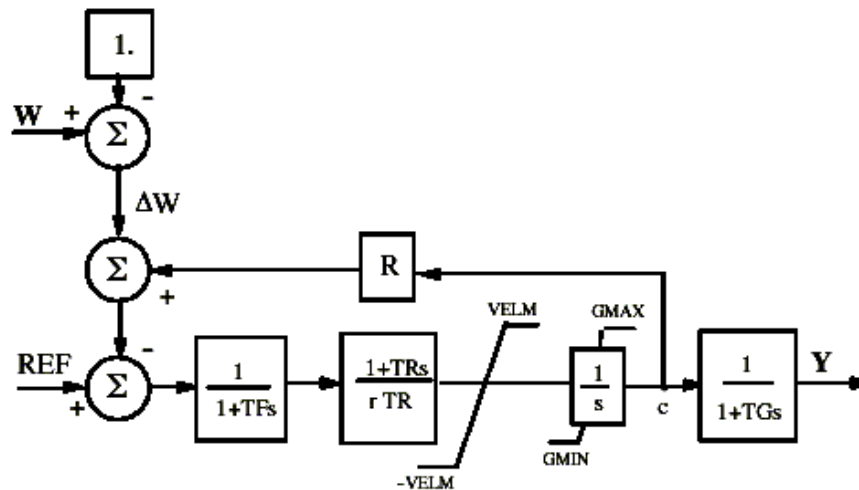 1.
-
W
+
Σ
ΔW
Σ
+
R
VELM
GMAX
REF
-
+
Σ
1
1+TFs
1+TRs
r TR
1
s
c
1
1+TGs
Y
-VELM
GMIN